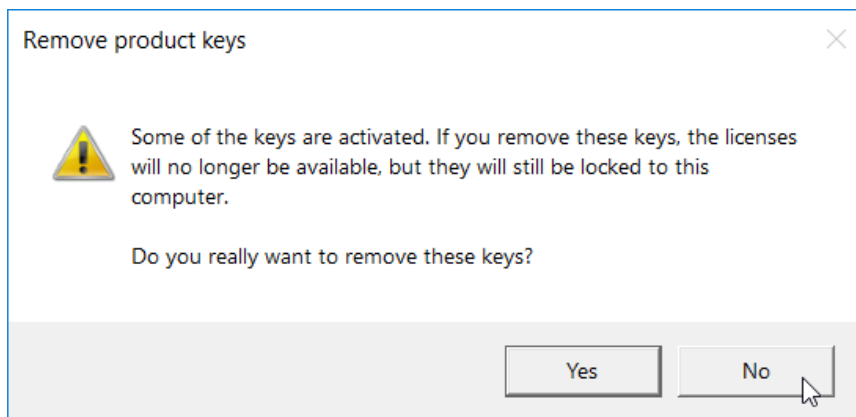 Remove product keys
Some of the keys are activated. If you remove these keys, the licenses
will no longer be available, but they will still be locked to this
computer.
Do you really want to remove these keys?
Yes
No